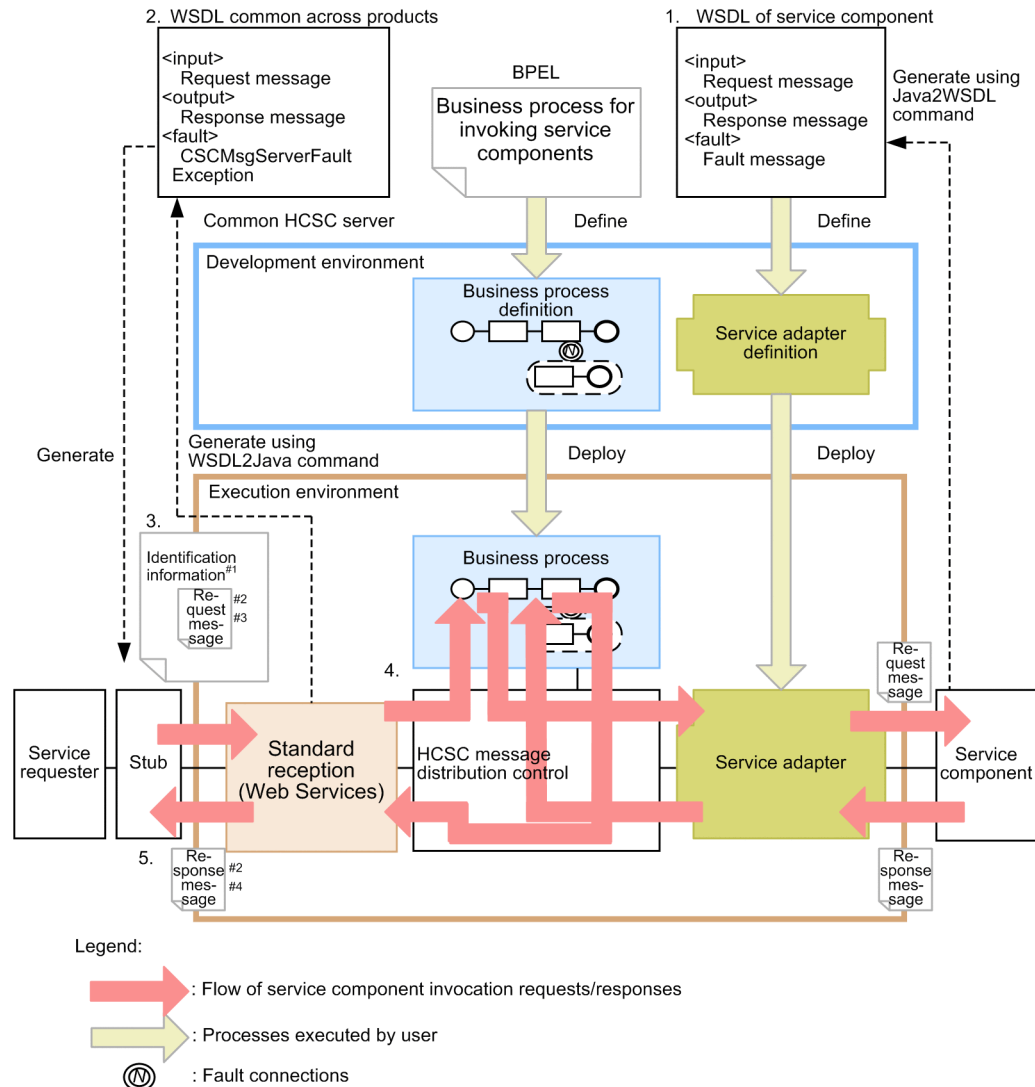 2. WSDL common across products
<input>
Request message
<output>
Response message
<fault>
CSCMsgServerFault
Exception
1. WSDL of service component
<input>
Request message
<output>
Response message
<fault>
Fault message
Generate using
Java2WSDL
command
BPEL
Business process for
invoking service
components
Common HCSC server
Define
Define
Development environment
Business process
definition
N
Service adapter
definition
Generate
Generate using
WSDL2Java command
Deploy
Deploy
Execution environment
3.
Identification
information#1
Re-
quest
mes-
sage
#2
#3
Business process
4.
Re-
quest
mes-
sage
Service
requester
Stub
Standard
reception
(Web Services)
HCSC message
distribution control
Service adapter
Service
component
5.
Re-
sponse
mes-
sage
#2
#4
Re-
sponse
mes-
sage
Legend:
: Flow of service component invocation requests/responses
: Processes executed by user
N
: Fault connections